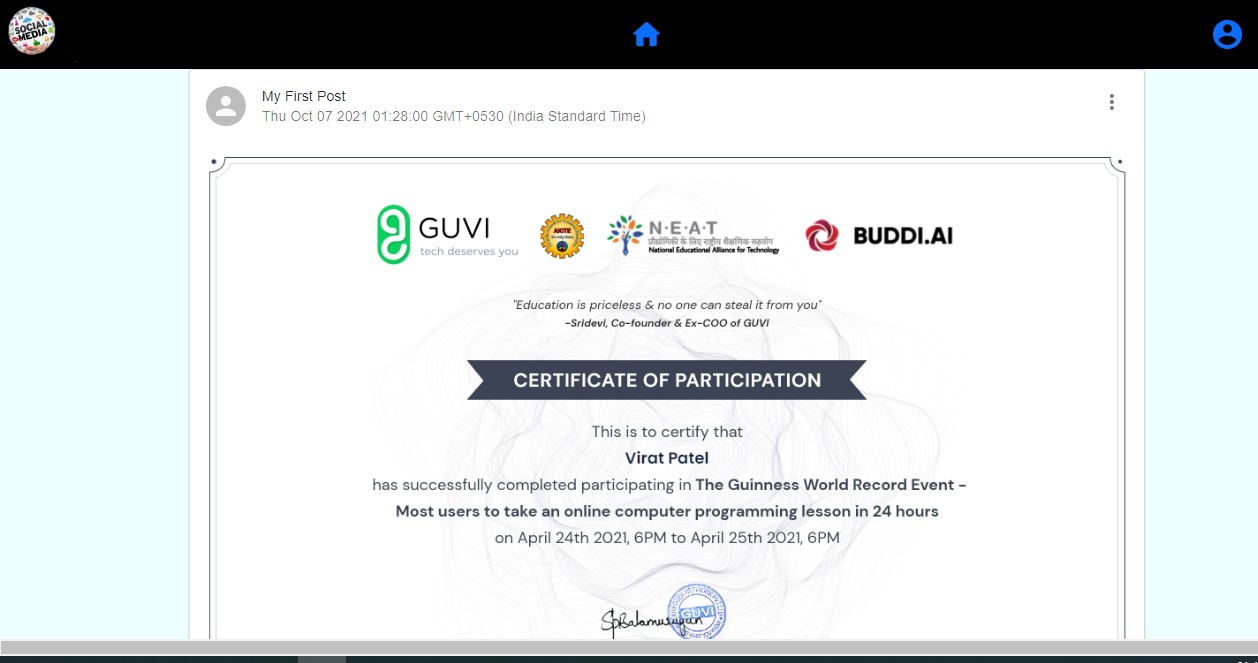 SOCIAL
MEDIA
My First Post
Thu Oct 07 2021 01:28:00 GMT+0530 (India Standard Time)
GUVI
tech deserves you
AICTE
N·E·A·T
प्रौद्योगिकी के लिए राष्ट्रीय शैक्षणिक सहयोग
National Educational Alliance for Technology
BUDDI.AI
"Education is priceless & no one can steal it from you"
-Sridevi, Co-founder & Ex-COO of GUVI
CERTIFICATE OF PARTICIPATION
This is to certify that
Virat Patel
has successfully completed participating in The Guinness World Record Event -
Most users to take an online computer programming lesson in 24 hours
on April 24th 2021, 6PM to April 25th 2021, 6PM
SpBalamurugan
GUVI